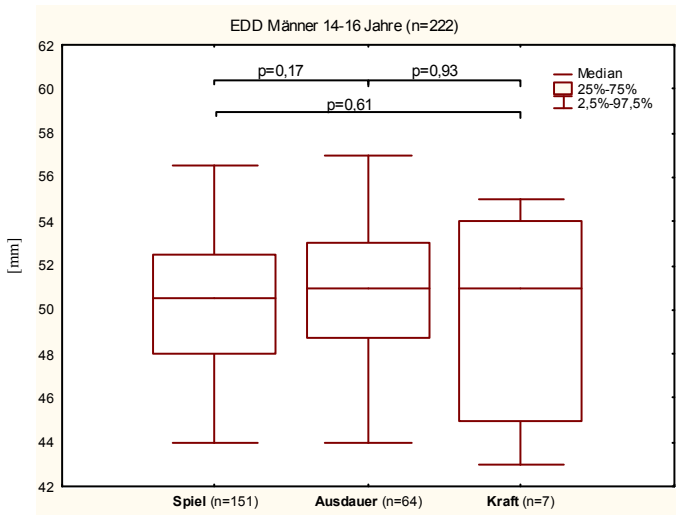 EDD Männer 14-16 Jahre (n=222)
62
60
58
56
54
52
50
48
46
44
42
[mm]
p=0,17
p=0,93
p=0,61
Median
25%-75%
2,5%-97,5%
Spiel (n=151)
Ausdauer (n=64)
Kraft (n=7)